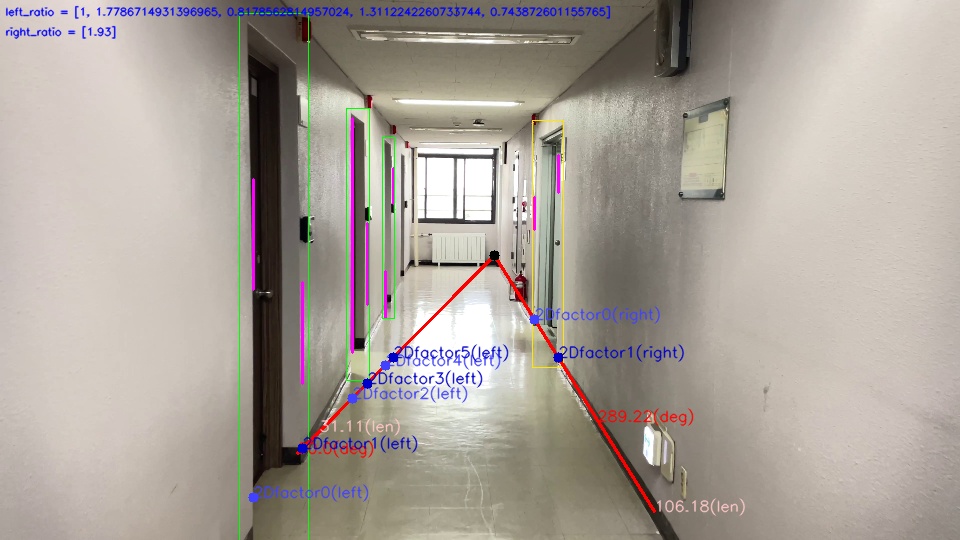 left_ratio = [1, 1.7786714931396965, 0.8178562814957024, 1.3112242260733744, 0.743872601155765]
right_ratio = [1.93]
2Dfactor0(right)
2Dfactor5(left)
2Dfactor1(right)
2Dfactor4(left)
2Dfactor3(left)
2Dfactor2(left)
289.22(deg)
31.11(len)
2Dfactor1(left)
2Dfactor0(left)
106.18(len)